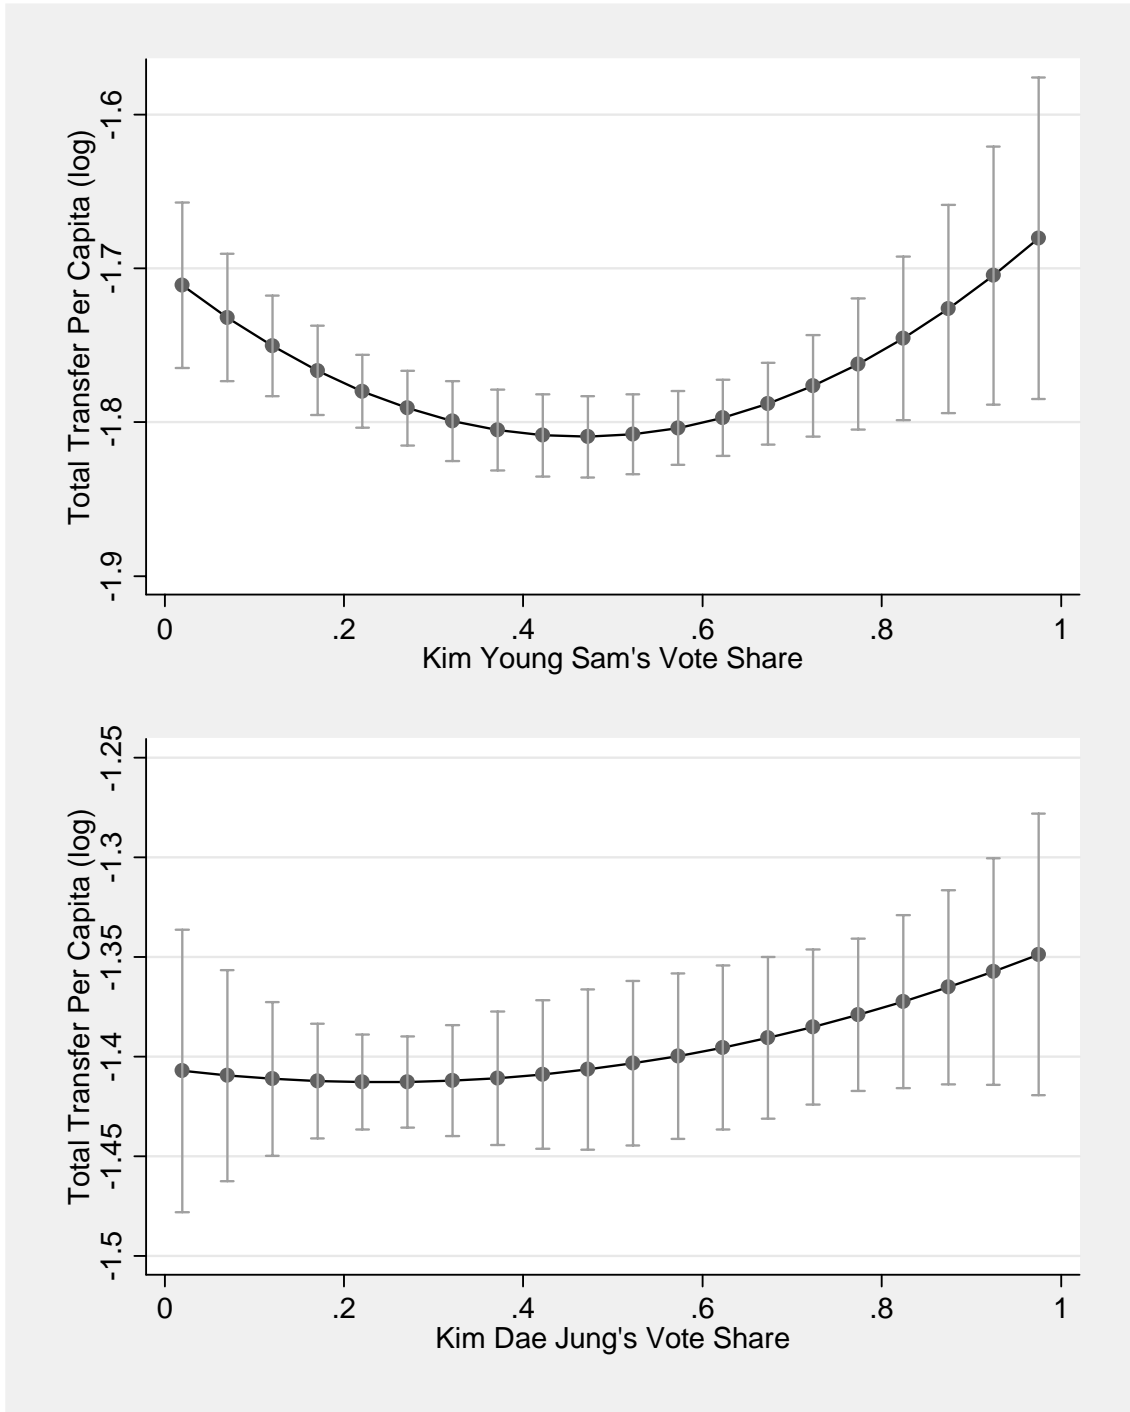 Total Transfer Per Capita (log)
-1.6
-1.7
-1.8
-1.9
0 .2 .4 .6 .8 1
Kim Young Sam's Vote Share
Total Transfer Per Capita (log)
-1.25
-1.3
-1.35
-1.4
-1.45
-1.5
0 .2 .4 .6 .8 1
Kim Dae Jung's Vote Share